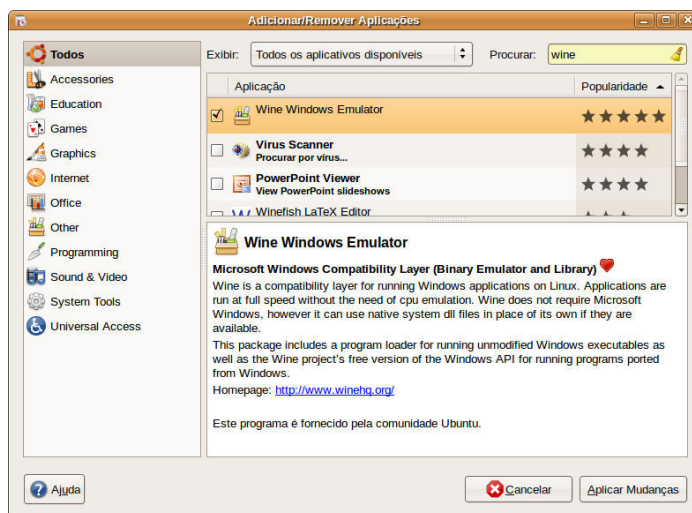 Adicionar/Remover Aplicações
Todos
Accessories
Education
Games
Graphics
Internet
Office
Other
Programming
Sound & Video
System Tools
Universal Access
Exibir: Todos os aplicativos disponíveis Procurar: wine
Aplicação Popularidade
Wine Windows Emulator
Virus Scanner
Procurar por vírus...
PowerPoint Viewer
View PowerPoint slideshows
Winefish LaTeX Editor
Wine Windows Emulator
Microsoft Windows Compatibility Layer (Binary Emulator and Library)
Wine is a compatibility layer for running Windows applications on Linux. Applications are
run at full speed without the need of cpu emulation. Wine does not require Microsoft
Windows, however it can use native system dll files in place of its own if they are
available.
This package includes a program loader for running unmodified Windows executables as
well as the Wine project's free version of the Windows API for running programs ported
from Windows.
Homepage: http://www.winehq.org/
Este programa é fornecido pela comunidade Ubuntu.
Ajuda
Cancelar
Aplicar Mudanças